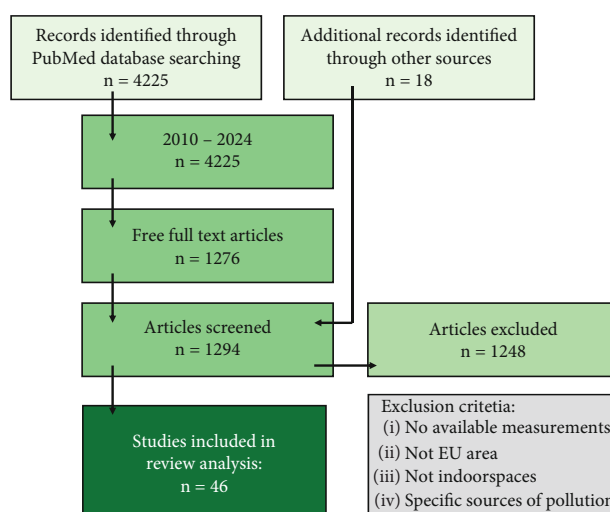 Records identified through
PubMed database searching
n = 4225
Additional records identified
through other sources
n = 18
2010 – 2024
n = 4225
Free full text articles
n = 1276
Articles screened
n = 1294
Articles excluded
n = 1248
Studies included in
review analysis:
n = 46
Exclusion critetia:
(i) No available measurements
(ii) Not EU area
(iii) Not indoorspaces
(iv) Specific sources of pollution